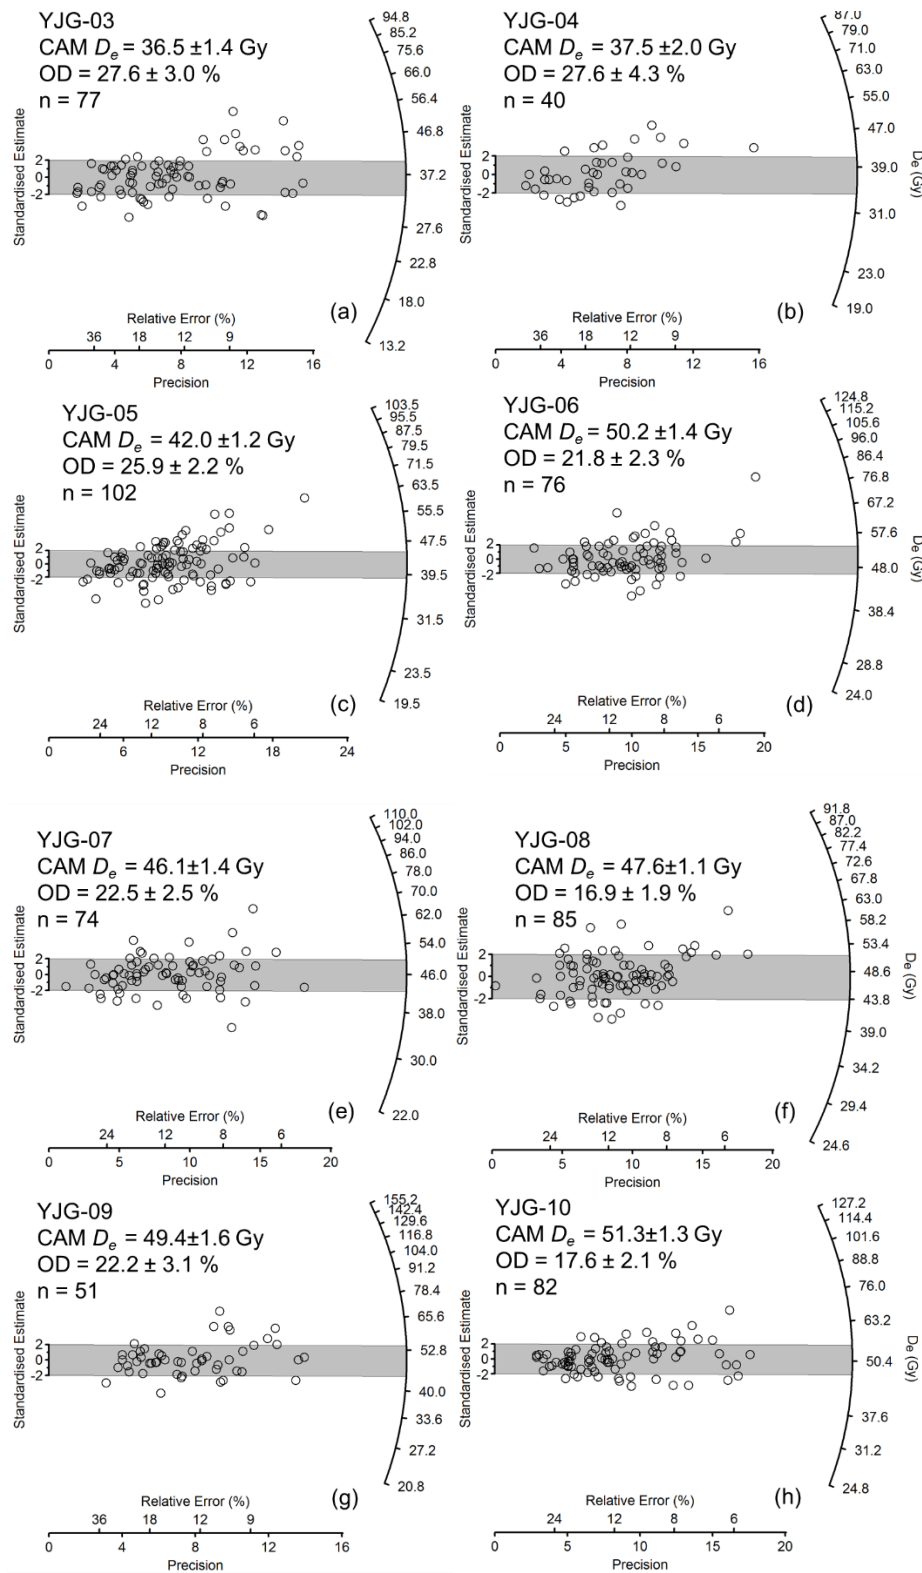 YJG-03
CAM De = 36.5 ±1.4 Gy
OD = 27.6 ± 3.0 %
n = 77
94.8
85.2
75.6
66.0
56.4
46.8
37.2
27.6
22.8
18.0
13.2
Standardised Estimate
2
0
-2
(a)
Relative Error (%)
36 18 12 9
0 4 8 12 16
Precision
YJG-04
CAM De = 37.5 ±2.0 Gy
OD = 27.6 ± 4.3 %
n = 40
87.0
79.0
71.0
63.0
55.0
47.0
39.0
31.0
23.0
19.0
De (Gy)
Standardised Estimate
2
0
-2
(b)
Relative Error (%)
36 18 12 9
0 4 8 12 16
Precision
YJG-05
CAM De = 42.0 ±1.2 Gy
OD = 25.9 ± 2.2 %
n = 102
103.5
95.5
87.5
79.5
71.5
63.5
55.5
47.5
39.5
31.5
23.5
19.5
Standardised Estimate
2
0
-2
(c)
Relative Error (%)
24 12 8 6
0 6 12 18 24
Precision
YJG-06
CAM De = 50.2 ±1.4 Gy
OD = 21.8 ± 2.3 %
n = 76
124.8
115.2
105.6
96.0
86.4
76.8
67.2
57.6
48.0
38.4
28.8
24.0
De (Gy)
Standardised Estimate
2
0
-2
(d)
Relative Error (%)
24 12 8 6
0 5 10 15 20
Precision
YJG-07
CAM De = 46.1±1.4 Gy
OD = 22.5 ± 2.5 %
n = 74
110.0
102.0
94.0
86.0
78.0
70.0
62.0
54.0
46.0
38.0
30.0
22.0
Standardised Estimate
2
0
-2
(e)
Relative Error (%)
24 12 8 6
0 5 10 15 20
Precision
YJG-08
CAM De = 47.6±1.1 Gy
OD = 16.9 ± 1.9 %
n = 85
91.8
87.0
82.2
77.4
72.6
67.8
63.0
58.2
53.4
48.6
43.8
39.0
34.2
29.4
24.6
De (Gy)
Standardised Estimate
2
0
-2
(f)
Relative Error (%)
24 12 8 6
0 5 10 15 20
Precision
YJG-09
CAM De = 49.4±1.6 Gy
OD = 22.2 ± 3.1 %
n = 51
155.2
142.4
129.6
116.8
104.0
91.2
78.4
65.6
52.8
40.0
33.6
27.2
20.8
Standardised Estimate
2
0
-2
(g)
Relative Error (%)
36 18 12 9
0 4 8 12 16
Precision
YJG-10
CAM De = 51.3±1.3 Gy
OD = 17.6 ± 2.1 %
n = 82
127.2
114.4
101.6
88.8
76.0
63.2
50.4
37.6
31.2
24.8
De (Gy)
Standardised Estimate
2
0
-2
(h)
Relative Error (%)
24 12 8 6
0 5 10 15 20
Precision